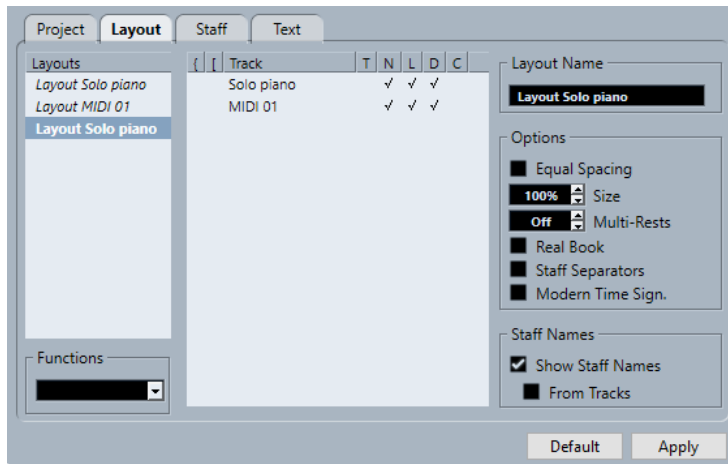 Project Layout Staff Text
Layouts
Layout Solo piano
Layout MIDI 01
Layout Solo piano
Functions
{ [ Track T N L D C
Solo piano √ √ √
MIDI 01 √ √ √
Layout Name
Layout Solo piano
Options
Equal Spacing
100% Size
Off Multi-Rests
Real Book
Staff Separators
Modern Time Sign.
Staff Names
Show Staff Names
From Tracks
Default Apply